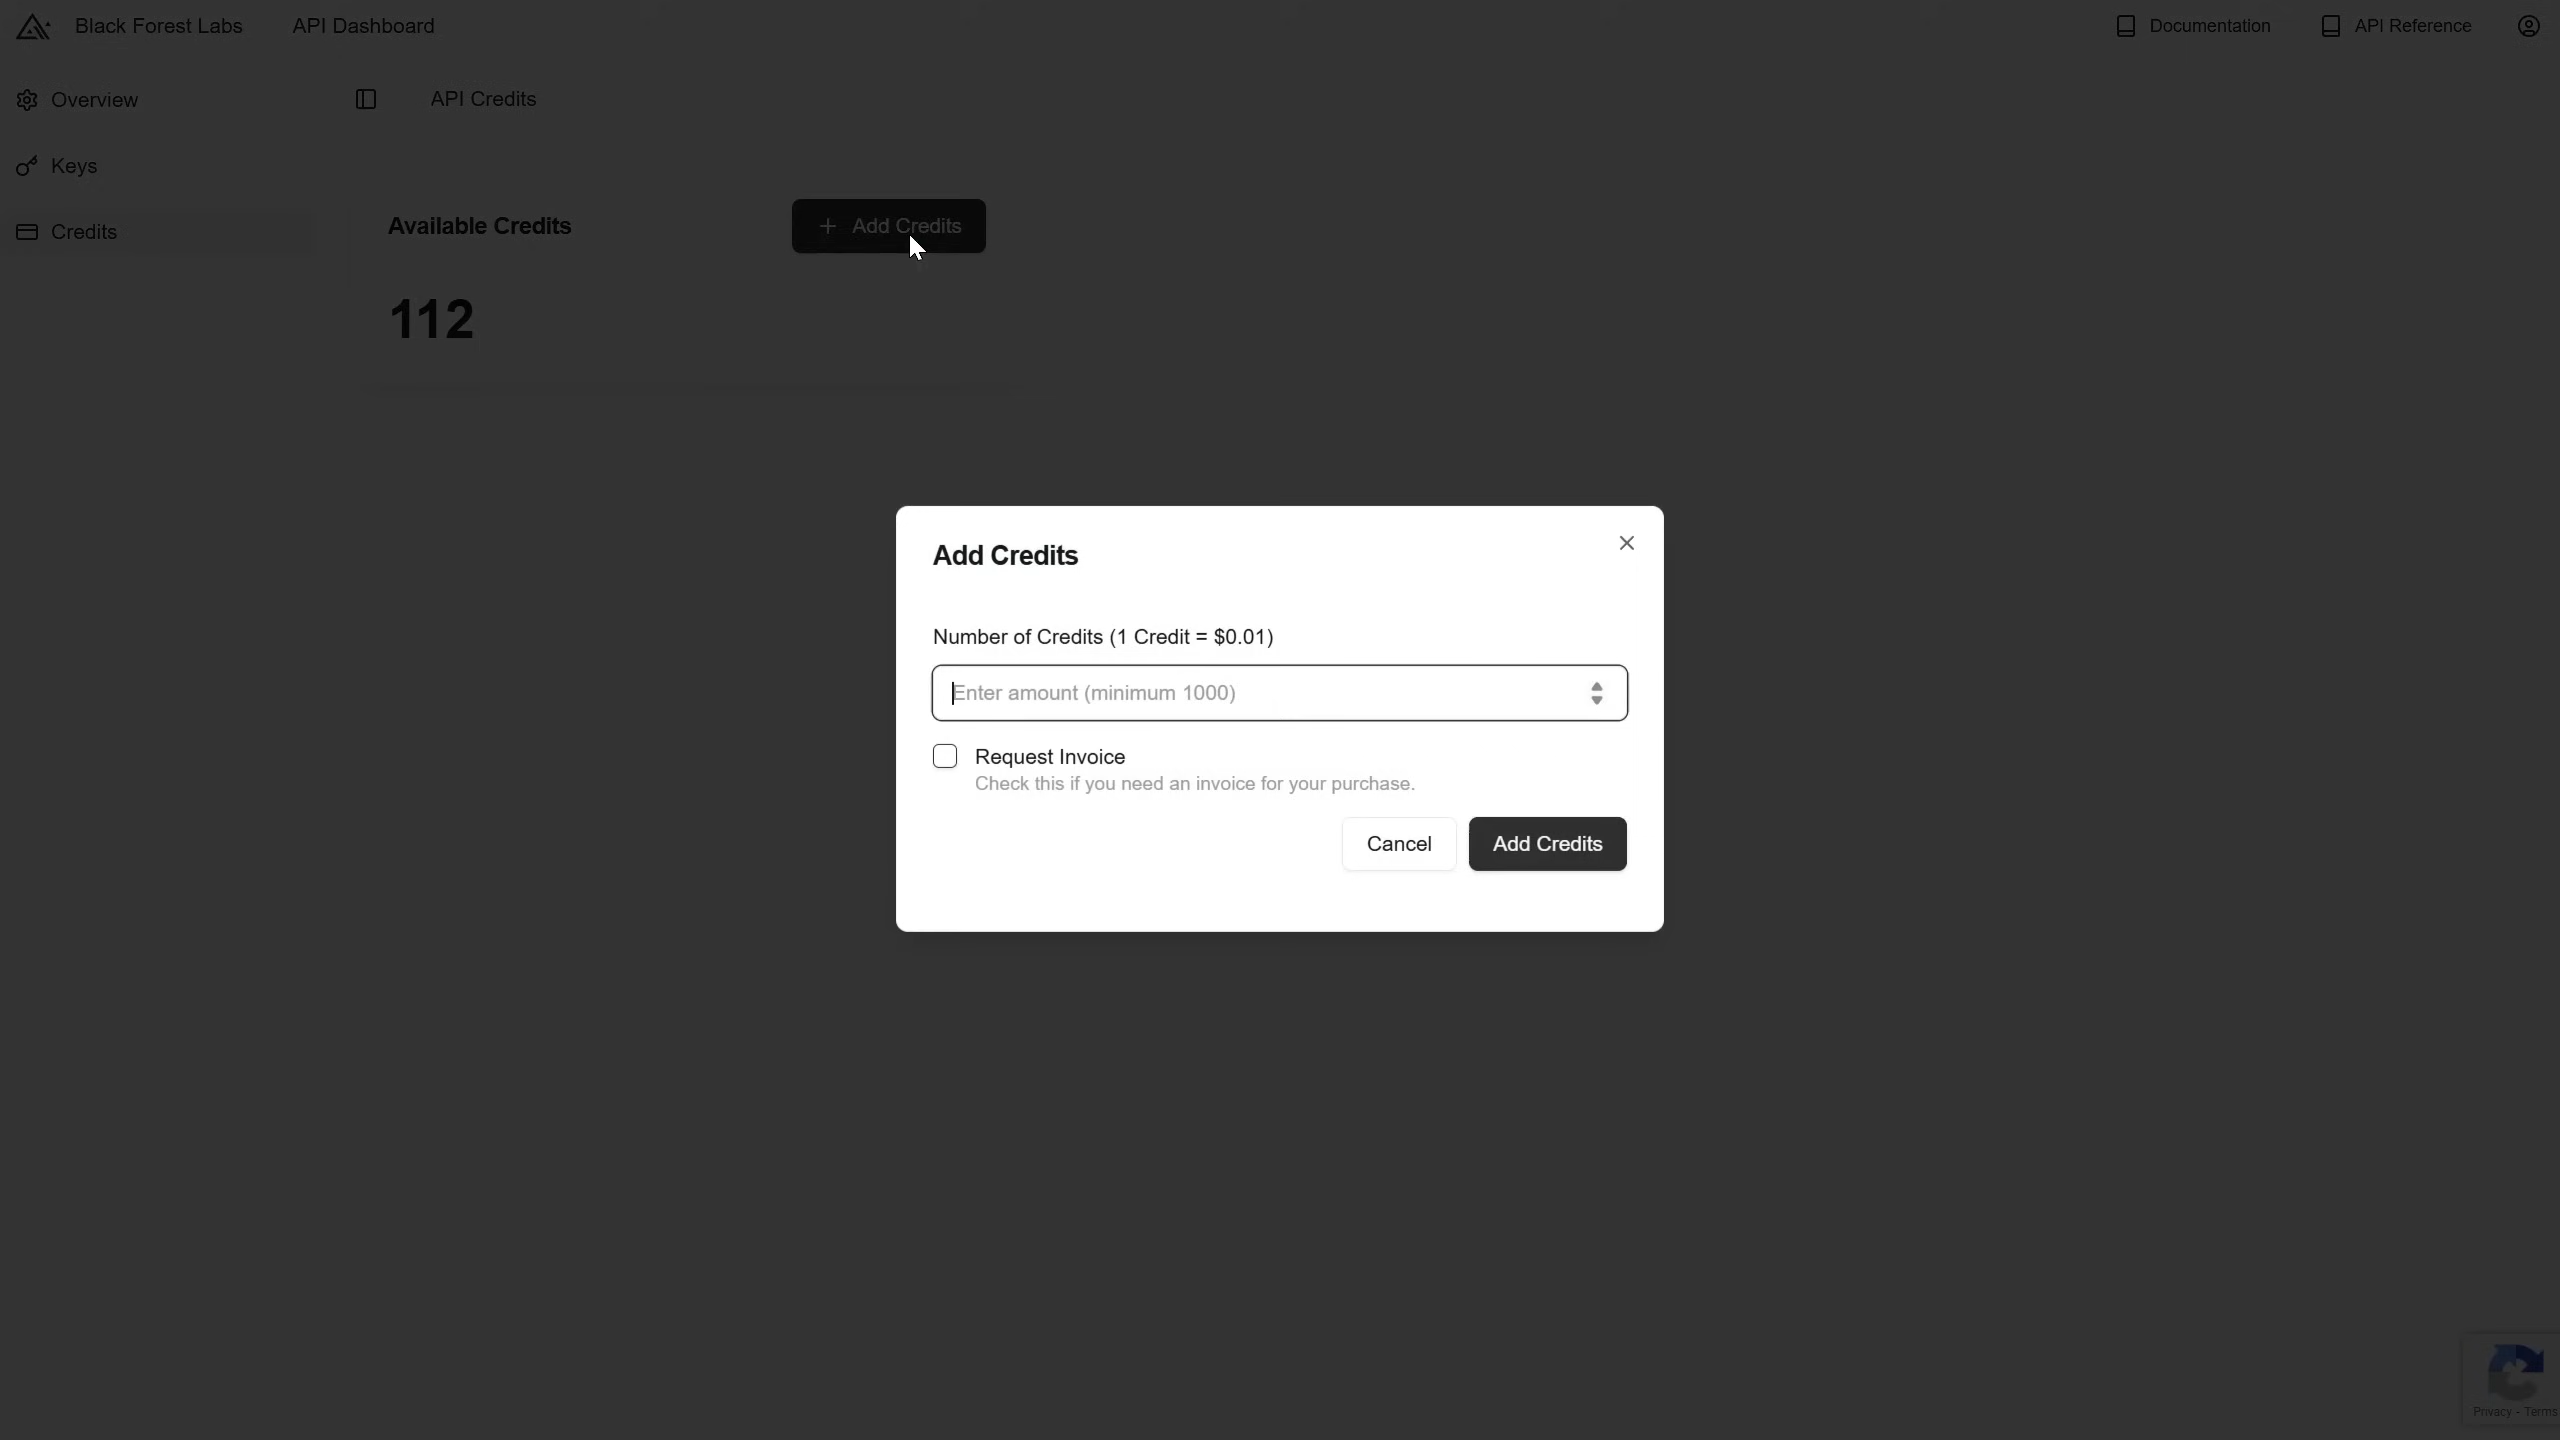 Black Forest Labs
API Dashboard
Documentation
API Reference
Overview
API Credits
Keys
Credits
Available Credits
Add Credits
112
Add Credits
Number of Credits (1 Credit = $0.01)
Enter amount (minimum 1000)
Request Invoice
Check this if you need an invoice for your purchase.
Cancel
Add Credits
Privacy - Terms